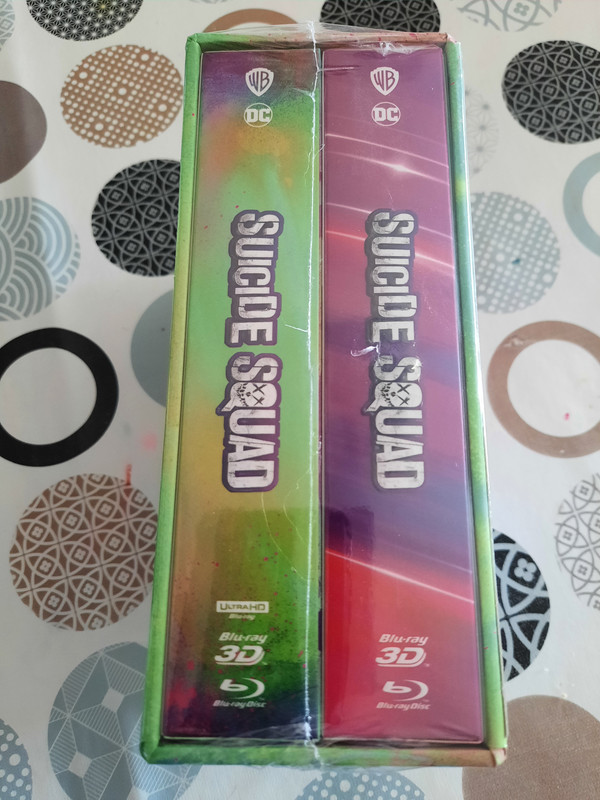 WB
DC
SUICIDE SQUAD
ULTRA HD
Blu-ray
Blu-ray
3D
Blu-ray Disc
WB
DC
SUICIDE SQUAD
Blu-ray
3D
Blu-ray Disc